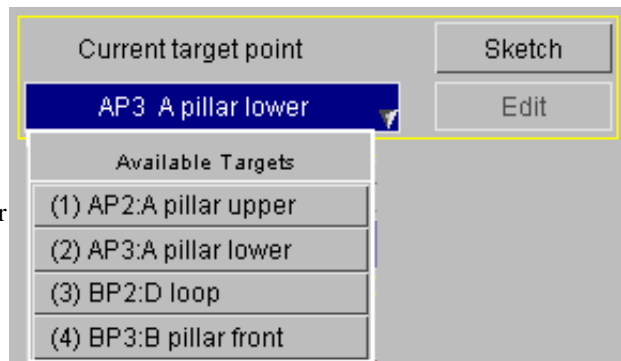 Current target point
Sketch
AP3 A pillar lower
Edit
Available Targets
r
(1) AP2:A pillar upper
(2) AP3:A pillar lower
(3) BP2:D loop
(4) BP3:B pillar front